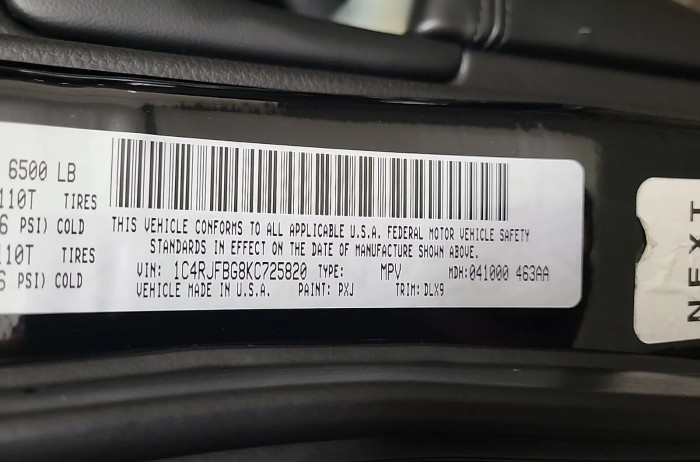 6500 LB
110T TIRES
6 PSI) COLD
110T TIRES
6 PSI) COLD
THIS VEHICLE CONFORMS TO ALL APPLICABLE U.S.A. FEDERAL MOTOR VEHICLE SAFETY
STANDARDS IN EFFECT ON THE DATE OF MANUFACTURE SHOWN ABOVE.
VIN: 1C4RJFBG8KC725820 TYPE: MPV MDH:041000 463AA
VEHICLE MADE IN U.S.A. PAINT: PXJ TRIM: DLX9
NEXT